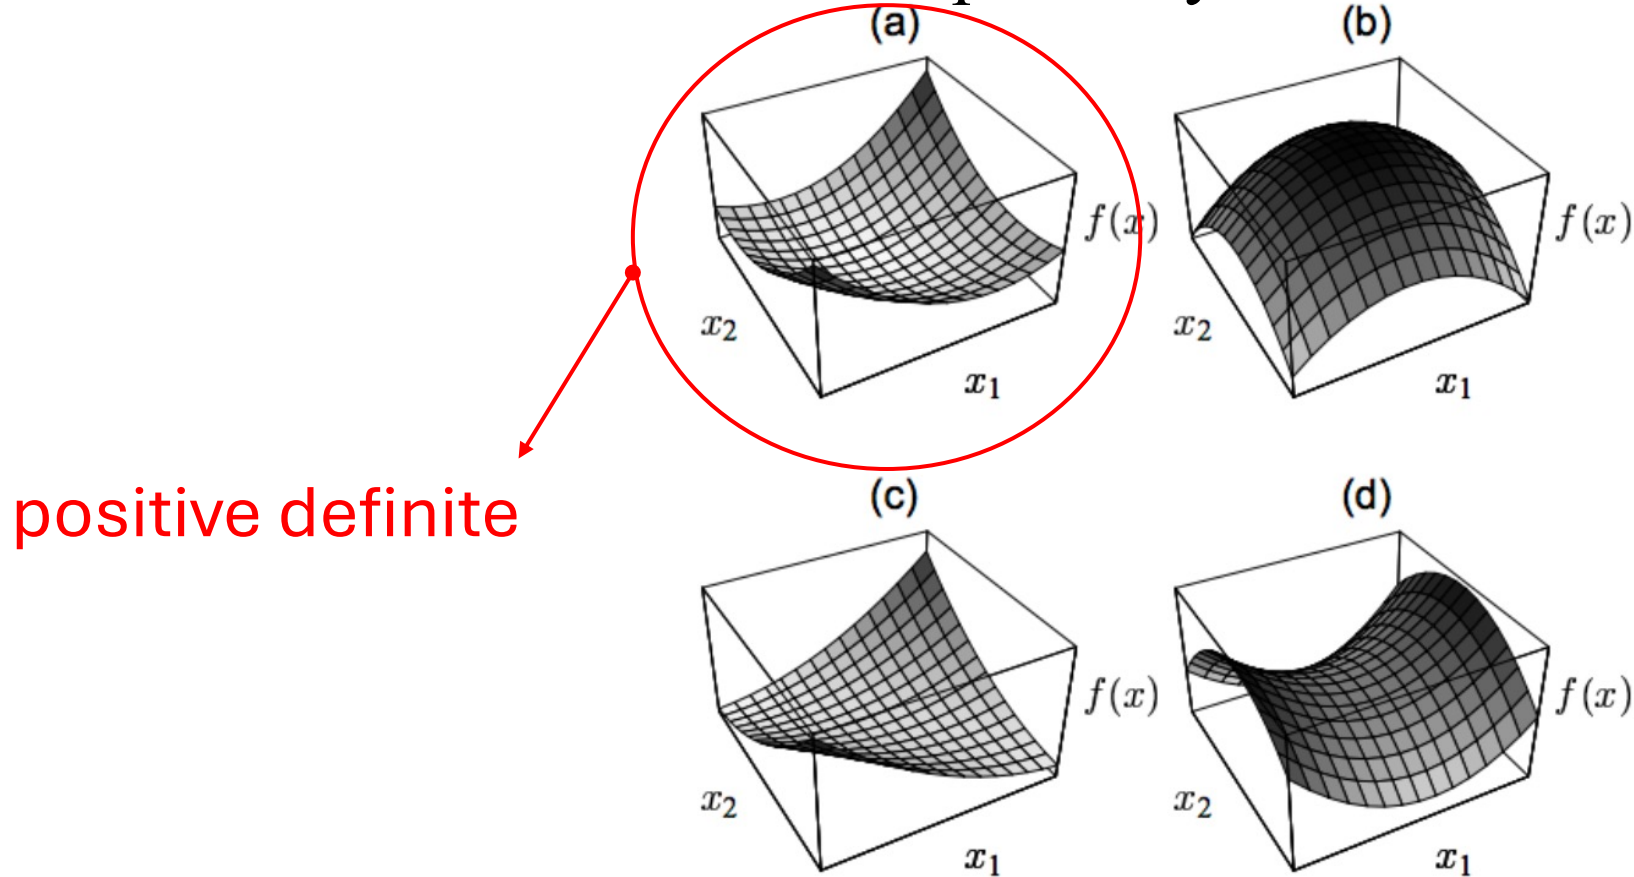 (a)
(b)
f(x)
f(x)
x₂
x₂
x₁
x₁
positive definite
(c)
(d)
f(x)
f(x)
x₂
x₂
x₁
x₁